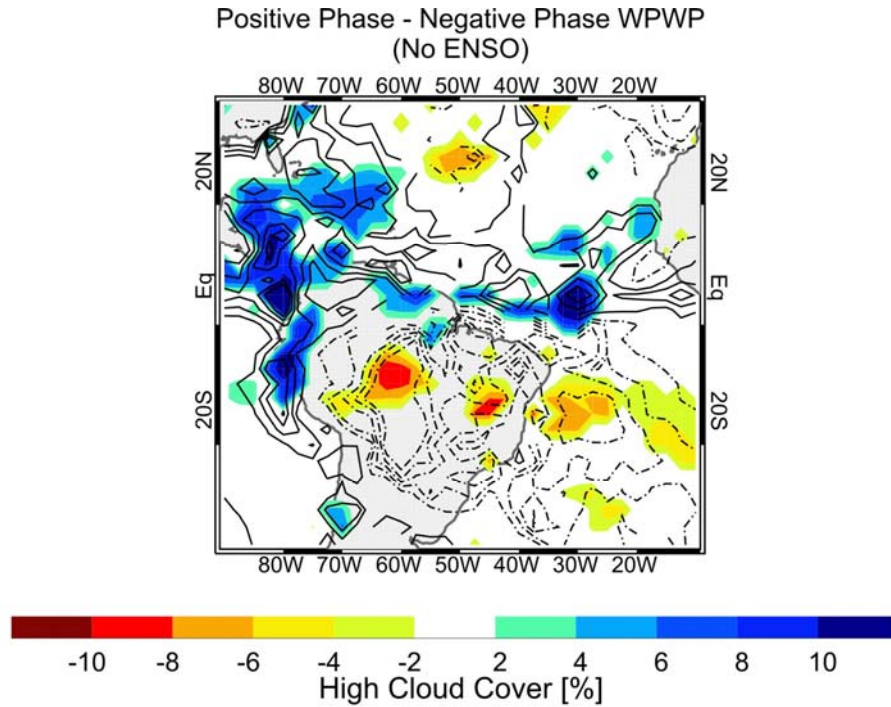 Positive Phase - Negative Phase WPWP
(No ENSO)
80W 70W 60W 50W 40W 30W 20W
20N 20N
Eq Eq
20S 20S
80W 70W 60W 50W 40W 30W 20W
-10 -8 -6 -4 -2 2 4 6 8 10
High Cloud Cover [%]